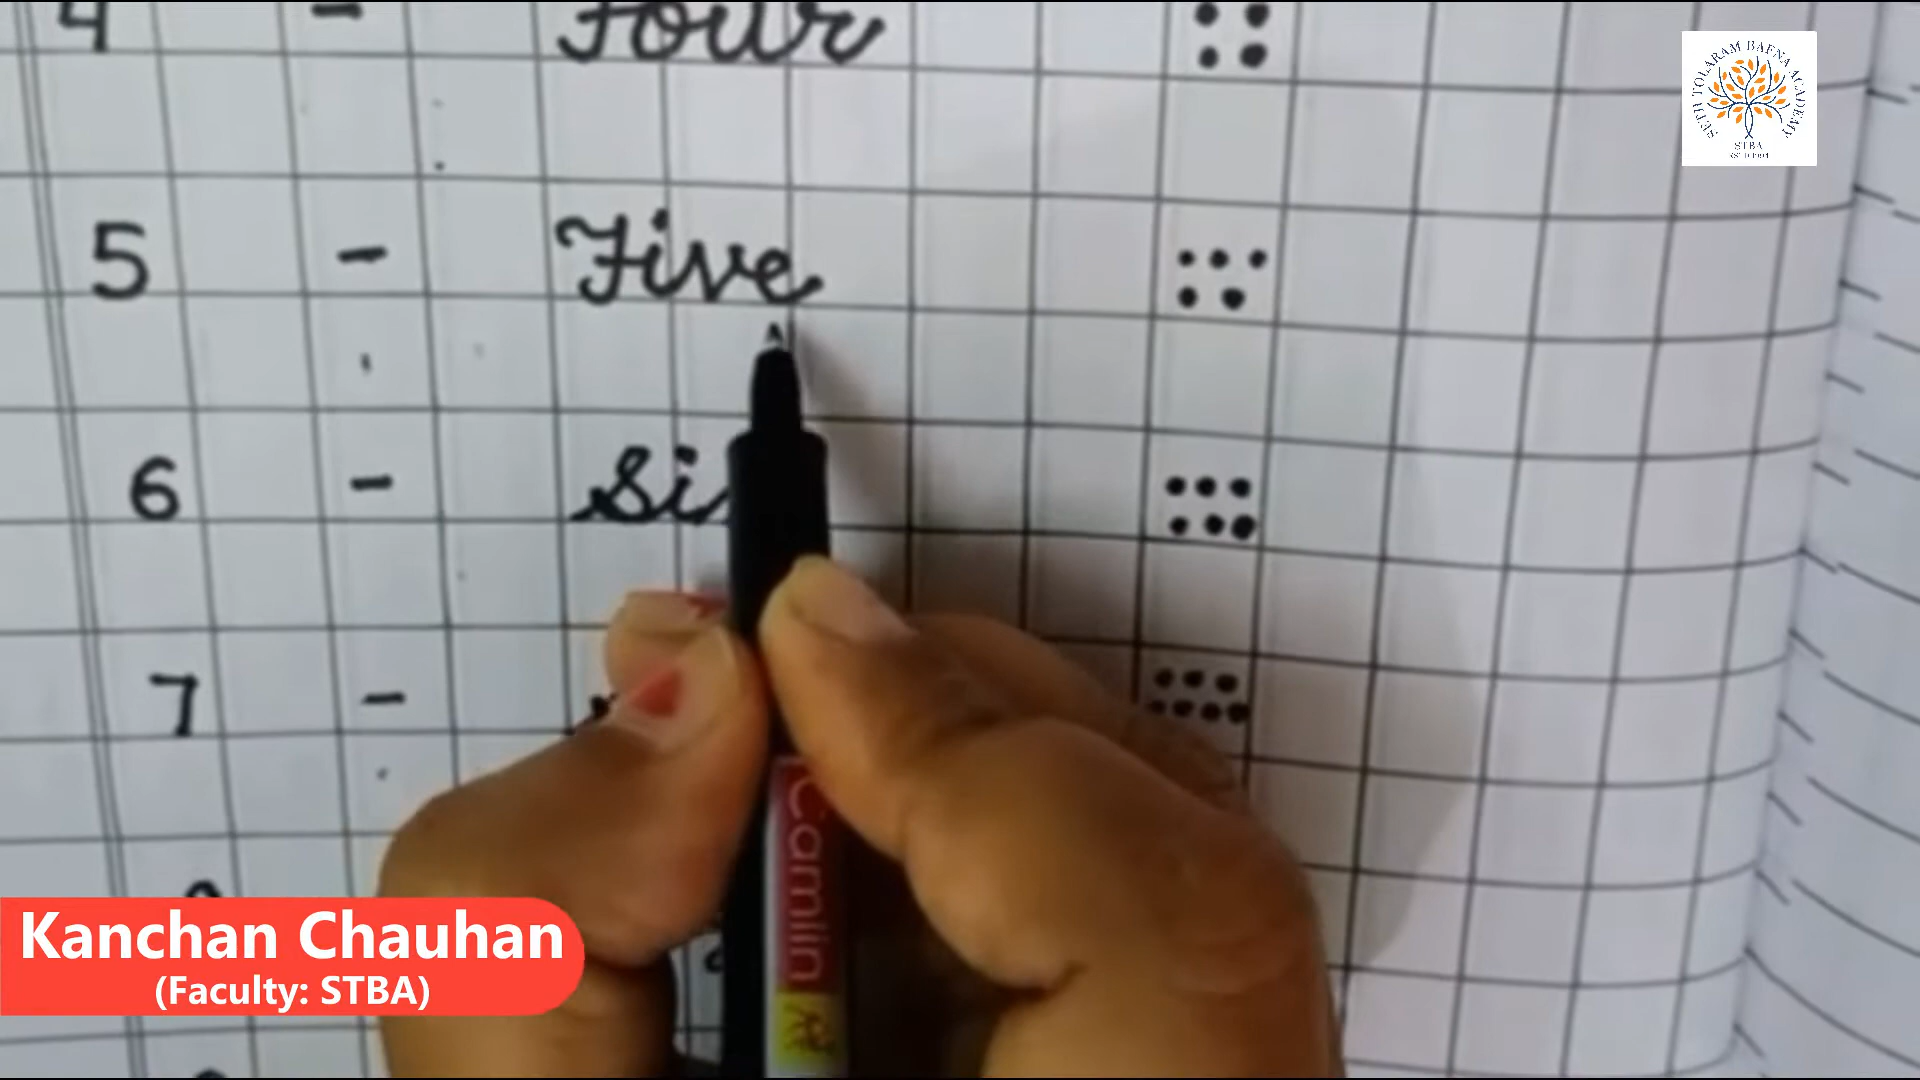 4 - Four
SETH TOLARAM BAFNA ACADEMY
STBA
5 - Five
6 - Si
7 -
Camlin
Kanchan Chauhan
(Faculty: STBA)